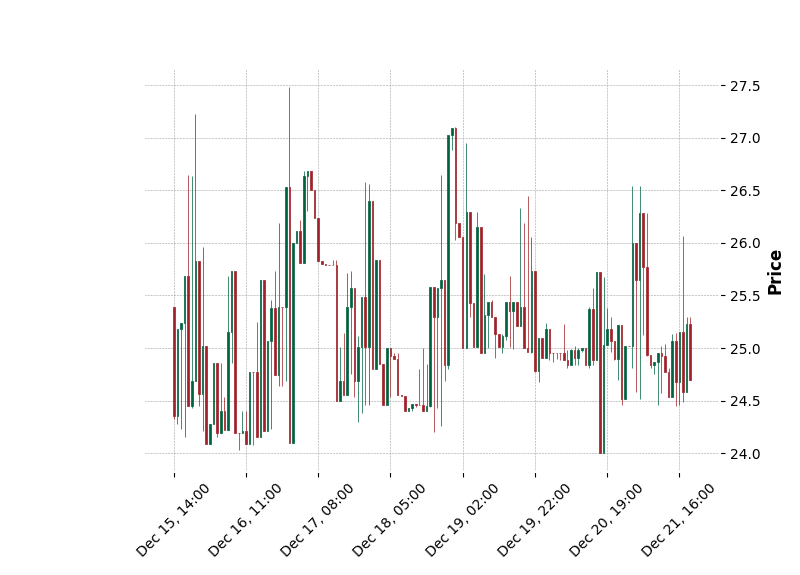 27.5
27.0
26.5
26.0
25.5
25.0
24.5
24.0
Price
Dec 15, 14:00
Dec 16, 11:00
Dec 17, 08:00
Dec 18, 05:00
Dec 19, 02:00
Dec 19, 22:00
Dec 20, 19:00
Dec 21, 16:00